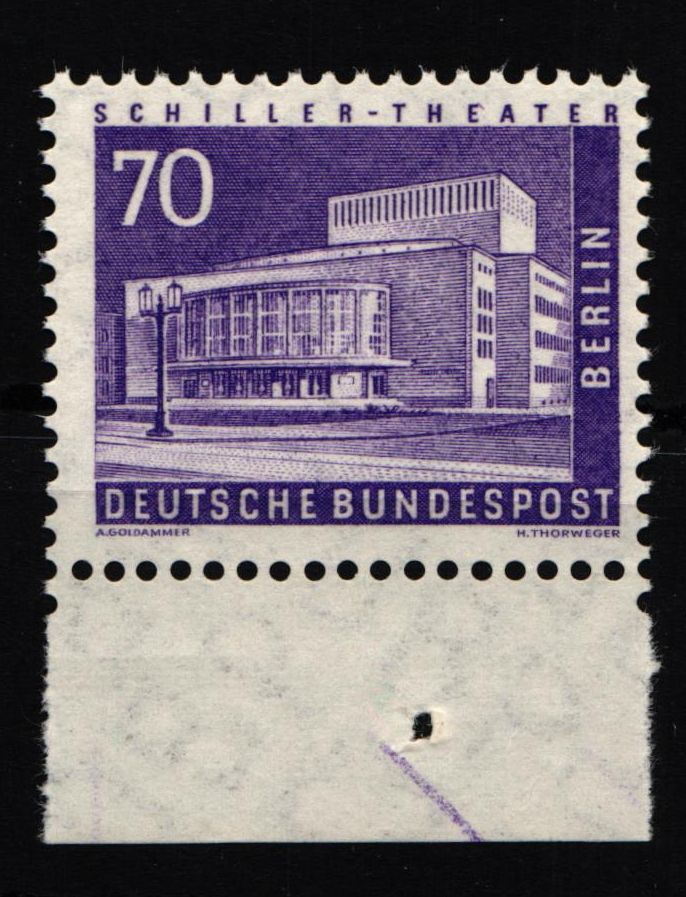 SCHILLER-THEATER
70
BERLIN
DEUTSCHE BUNDESPOST
A.GOLDAMMER H.THORWEGER